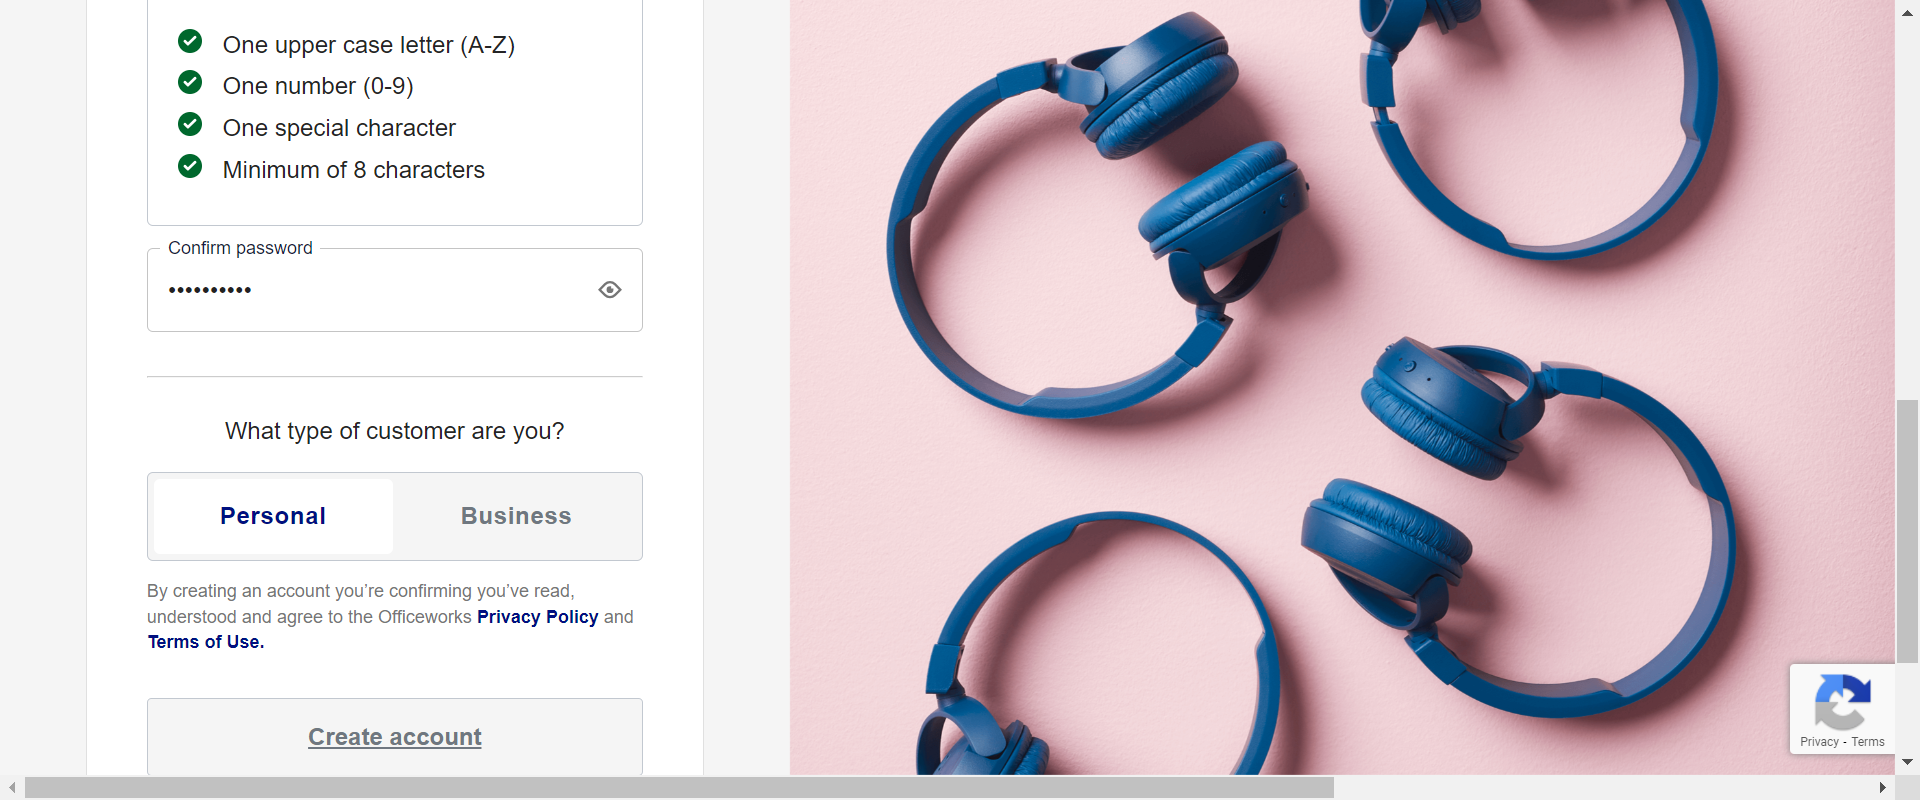 One upper case letter (A-Z)
One number (0-9)
One special character
Minimum of 8 characters
Confirm password
••••••••••
What type of customer are you?
Personal Business
By creating an account you’re confirming you’ve read,
understood and agree to the Officeworks Privacy Policy and
Terms of Use.
Create account
Privacy - Terms